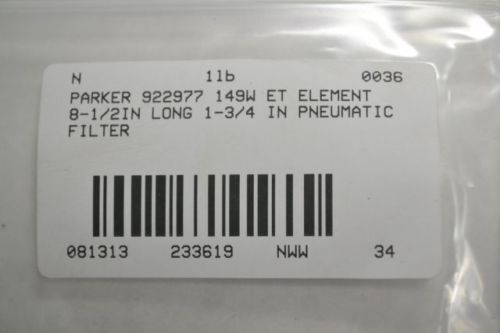 N 1lb 0036
PARKER 922977 149W ET ELEMENT
8-1/2IN LONG 1-3/4 IN PNEUMATIC
FILTER
081313 233619 NWW 34